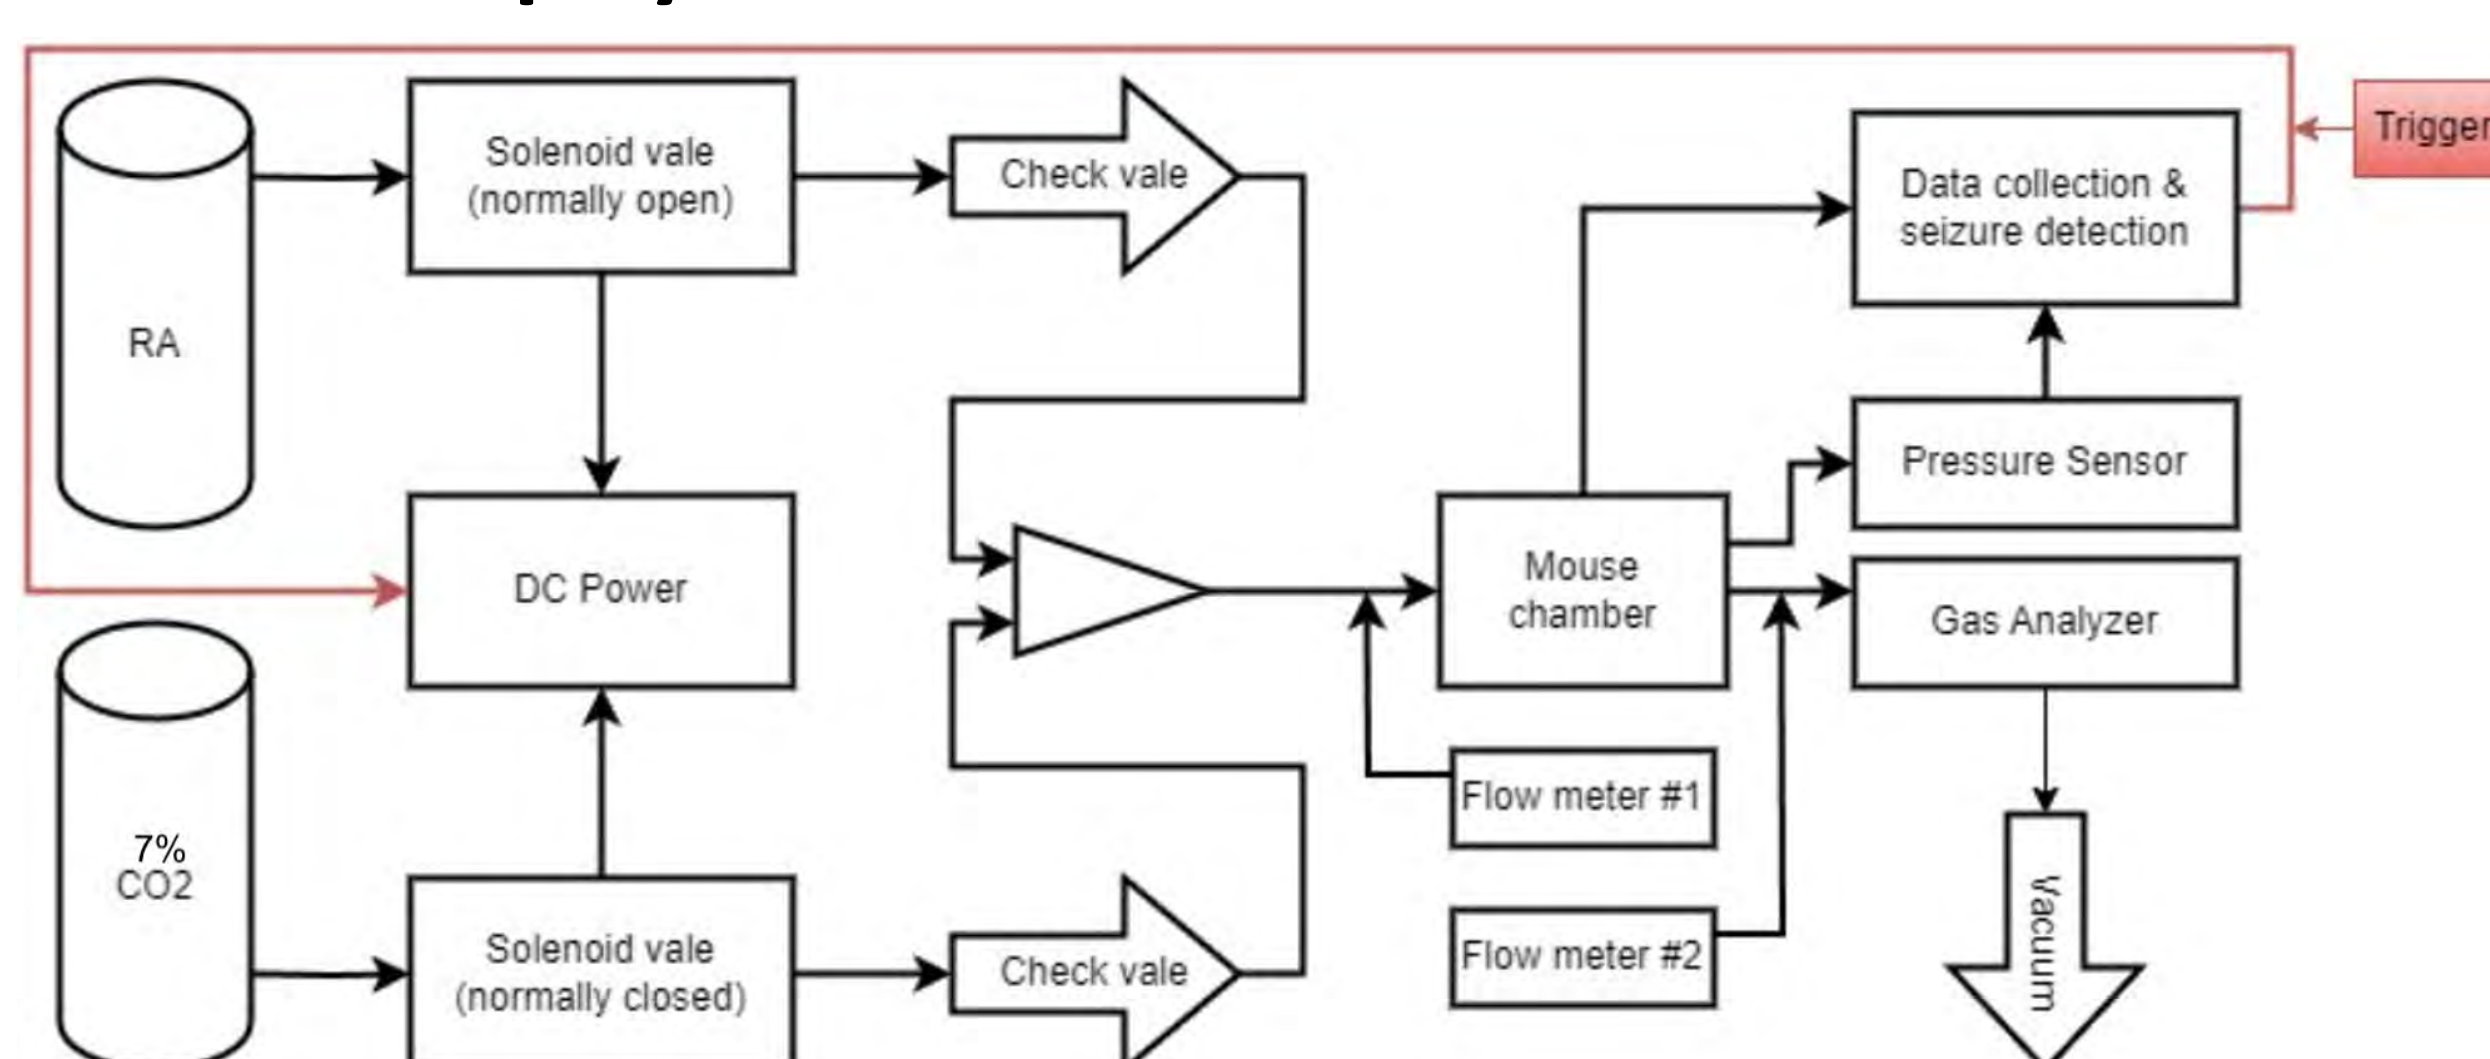 Solenoid vale
(normally open)
Check vale
Trigger
Data collection &
seizure detection
RA
DC Power
Pressure Sensor
Mouse
chamber
Gas Analyzer
Flow meter #1
7%
CO2
Vacuum
Solenoid vale
(normally closed)
Check vale
Flow meter #2